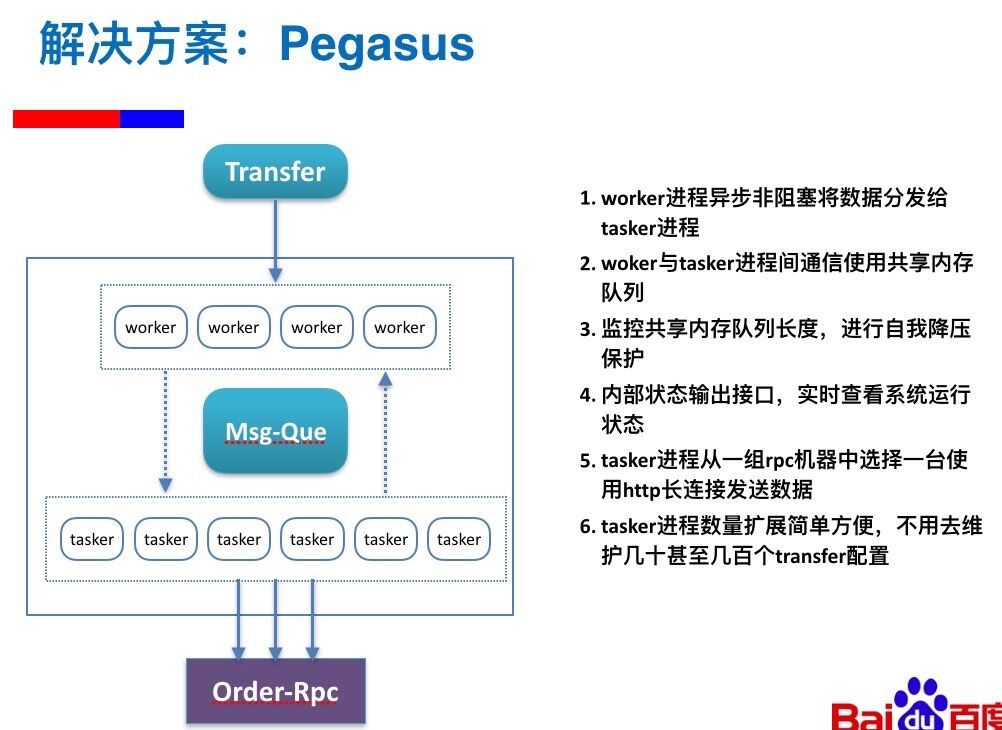 解决方案：Pegasus
Transfer
worker worker worker worker
Msg-Que
tasker tasker tasker tasker tasker tasker
Order-Rpc
1. worker进程异步非阻塞将数据分发给
tasker进程
2. woker与tasker进程间通信使用共享内存
队列
3. 监控共享内存队列长度，进行自我降压
保护
4. 内部状态输出接口，实时查看系统运行
状态
5. tasker进程从一组rpc机器中选择一台使
用http长连接发送数据
6. tasker进程数量扩展简单方便，不用去维
护几十甚至几百个transfer配置
Bai du 百度